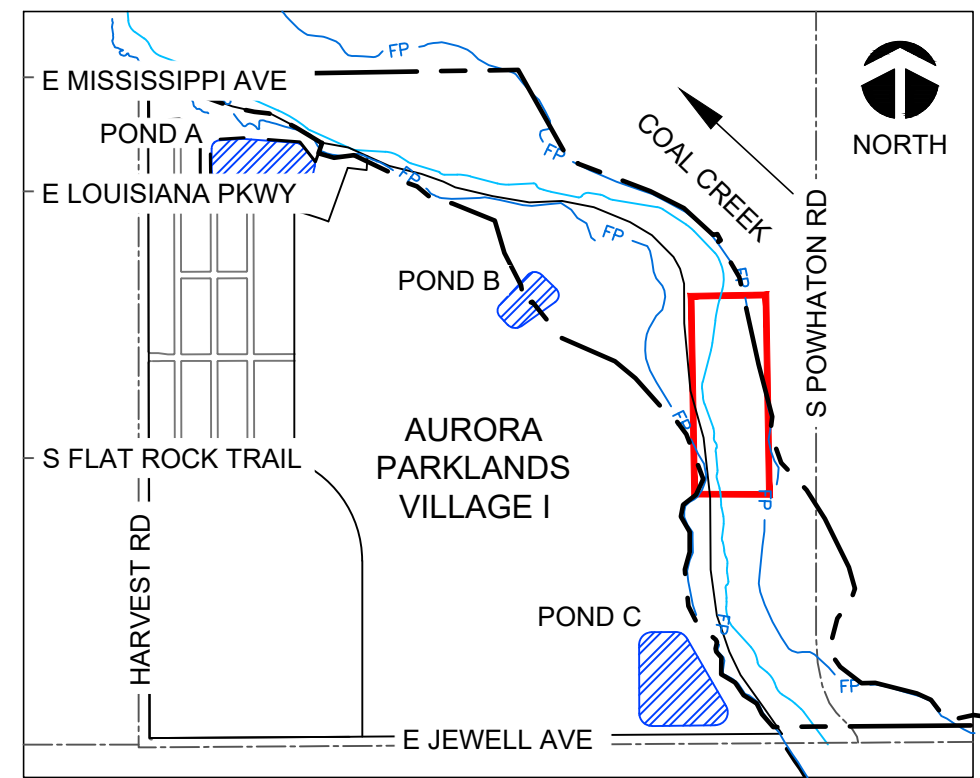 FP
E MISSISSIPPI AVE
POND A
COAL CREEK
NORTH
FP
FP
E LOUISIANA PKWY
FP
S POWHATON RD
POND B
FP
FP
AURORA
PARKLANDS
VILLAGE I
S FLAT ROCK TRAIL
FP
HARVEST RD
POND C
FP
FP
E JEWELL AVE